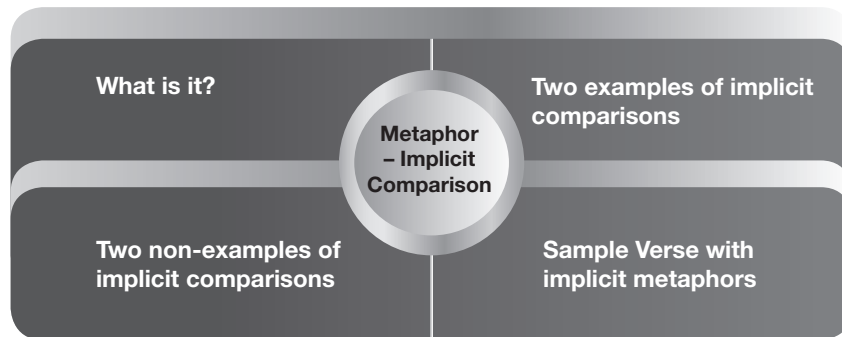 What is it?
Two examples of implicit
comparisons
Metaphor
– Implicit
Comparison
Two non-examples of
implicit comparisons
Sample Verse with
implicit metaphors